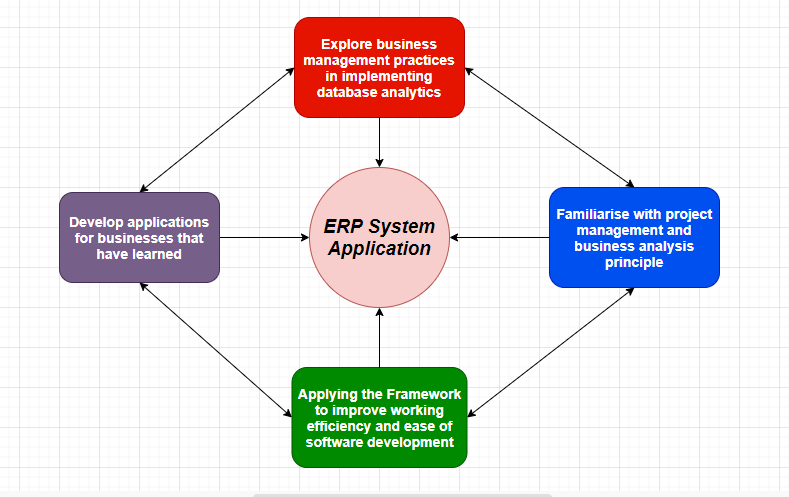 Explore business
management practices
in implementing
database analytics
Develop applications
for businesses that
have learned
ERP System
Application
Familiarise with project
management and
business analysis
principle
Applying the Framework
to improve working
efficiency and ease of
software development